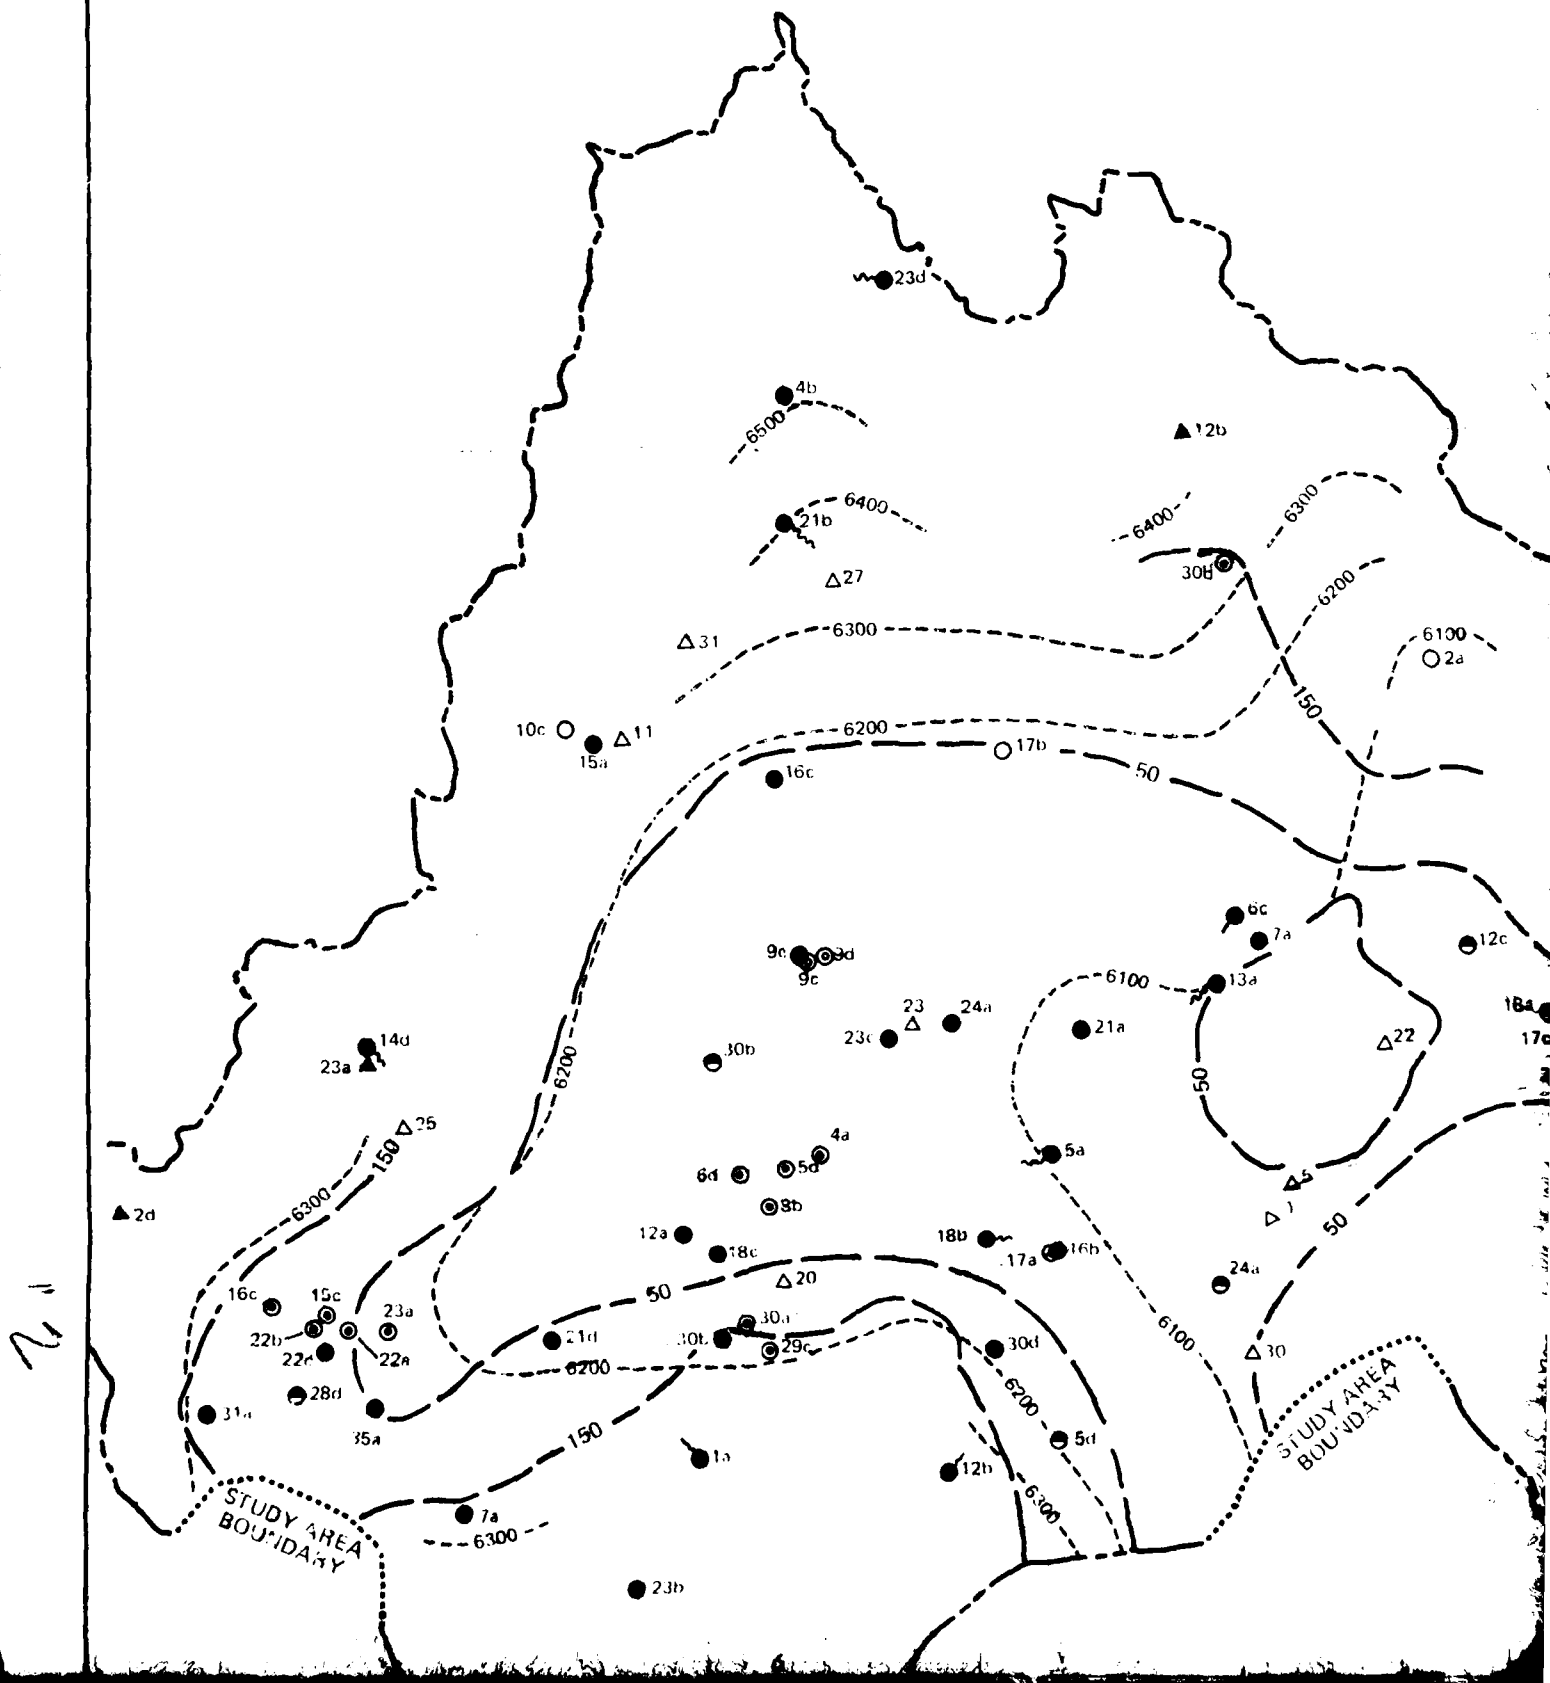 23d
4b
6500
12b
6400
21b
6400
6300
27
30d
6200
6300
31
6100
2a
150
10c
11
6200
17b
15a
16c
50
6c
7a
12c
9c
9d
9c
6100
13a
23
24a
18a
14d
23c
21a
22
17c
23a
30b
6200
50
25
4a
150
5a
6d
5d
6300
8b
2d
50
12a
18b
18c
17a
16b
20
24a
16c
15c
50
23a
30a
6100
22b
21d
30b
30d
30
22c
22a
29c
6200
28d
6200
STUDY AREA
BOUNDARY
31a
35a
150
5d
1a
12b
STUDY AREA
BOUNDARY
7a
6300
6300
23b